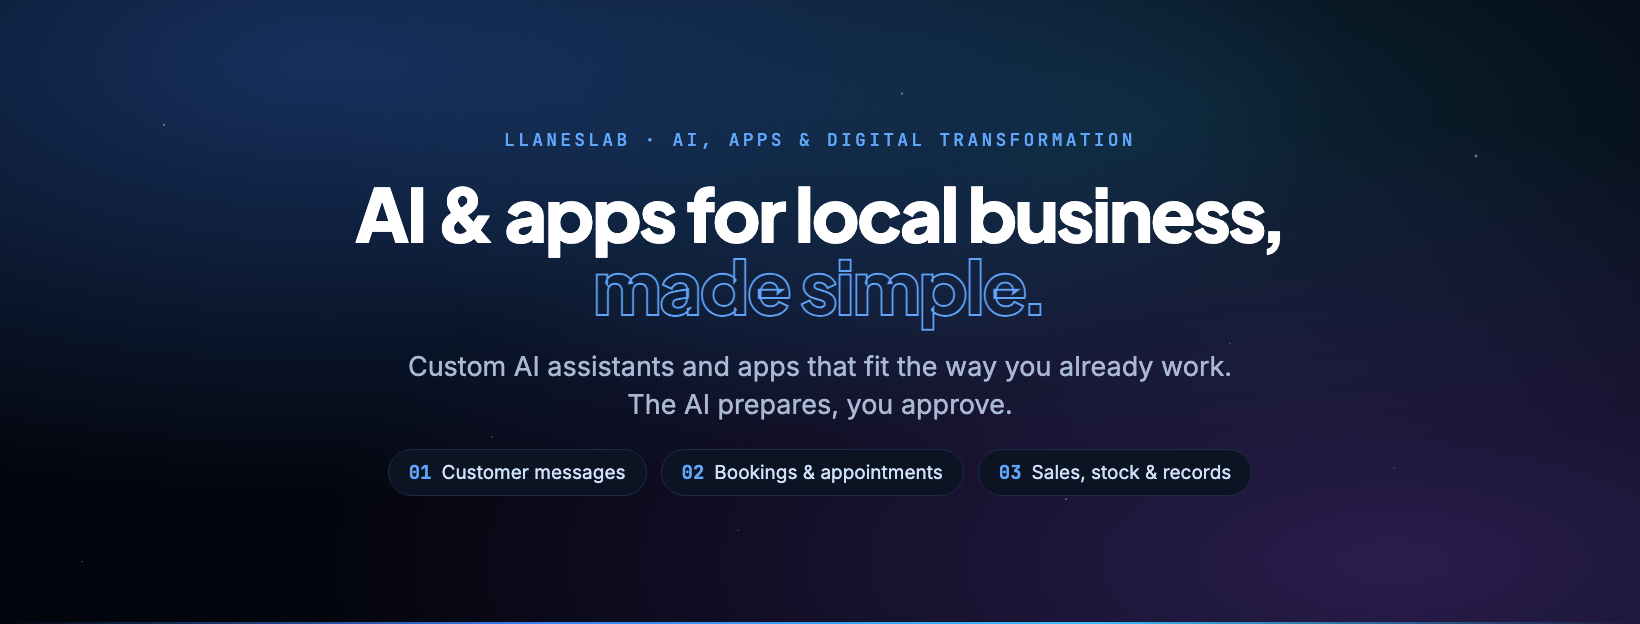 LLANESLAB · AI, APPS & DIGITAL TRANSFORMATION
AI & apps for local business,
made simple.
Custom AI assistants and apps that fit the way you already work.
The AI prepares, you approve.
01 Customer messages
02 Bookings & appointments
03 Sales, stock & records